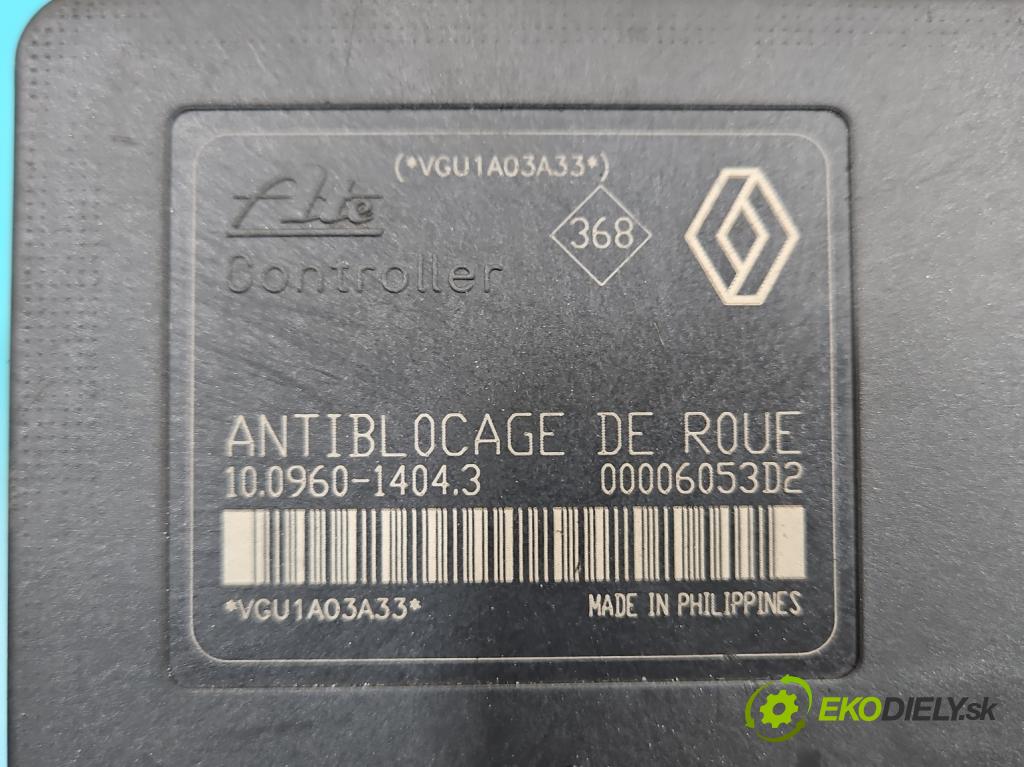 (*VGU1A03A33*)
Ate
368
Controller
ANTIBLOCAGE DE ROUE
10.0960-1404.3 00006053D2
*VGU1A03A33* MADE IN PHILIPPINES
EKODIELY.sk